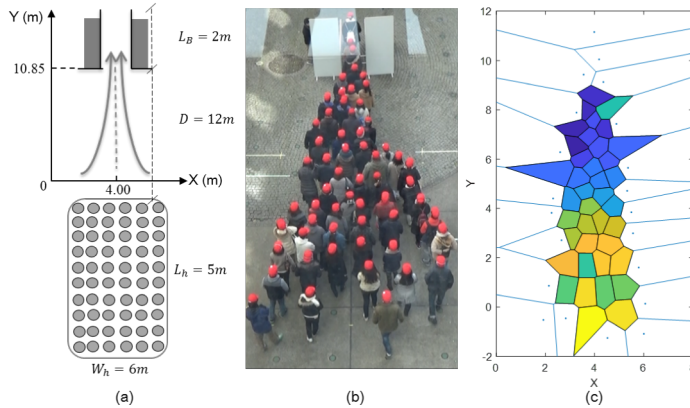 Y (m)
L_B = 2m
10.85
D = 12m
X (m)
0
4.00
L_h = 5m
W_h = 6m
(a)
(b)
12
10
8
6
4
2
0
-2
Y
0
2
4
6
8
X
(c)